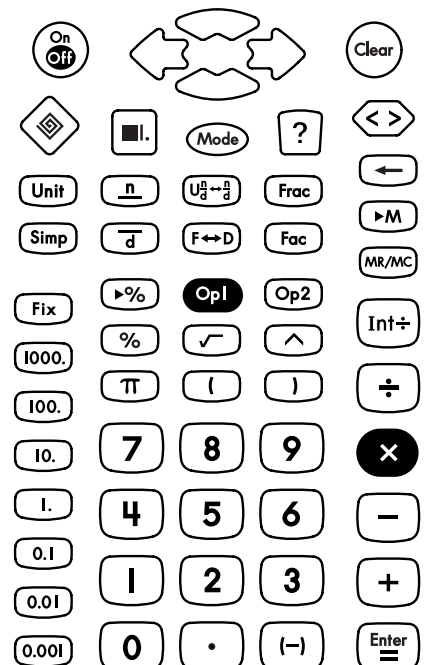 On
Off
Clear
■I.
Mode
?
< >
←
Unit
n
U n/d ↔ n/d
Frac
▸M
Simp
d
F↔D
Fac
MR/MC
▸%
Op1
Op2
Fix
Int÷
%
√
^
1000.
π
(
)
÷
100.
7
8
9
×
10.
4
5
6
−
1.
0.1
1
2
3
+
0.01
0
.
(−)
Enter
=
0.001